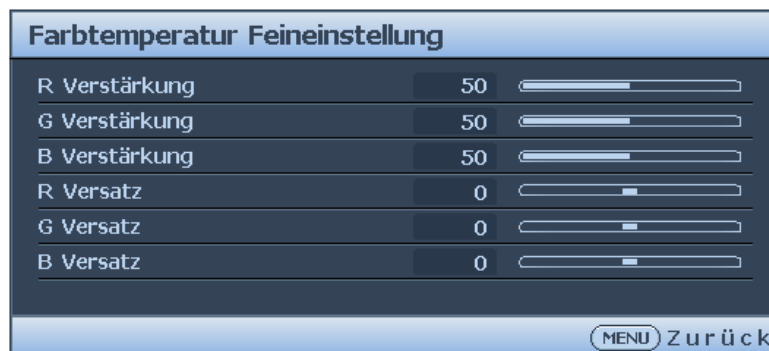 Farbtemperatur Feineinstellung
R Verstärkung 50
G Verstärkung 50
B Verstärkung 50
R Versatz 0
G Versatz 0
B Versatz 0
MENU Zurück